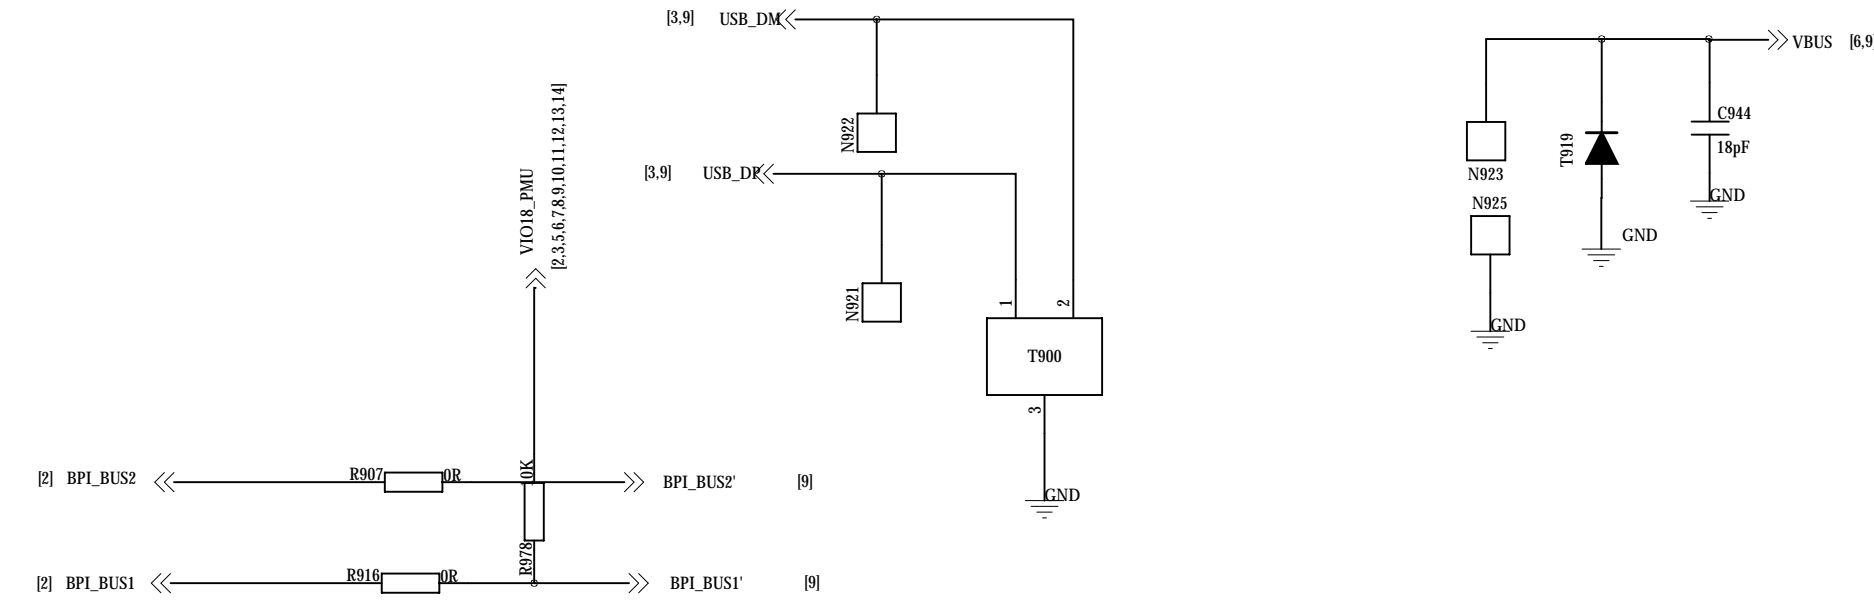 [3,9] USB_DM
VBUS [6,9
C944
18pF
GND
T919
GND
N923
N925
GND
N922
[3,9] USB_DP
N921
VIO18_PMU
[2,3,5,6,7,8,9,10,11,12,13,14]
1
2
T900
3
GND
[2] BPI_BUS2
R907
0R
10K
BPI_BUS2' [9]
R978
[2] BPI_BUS1
R916
0R
BPI_BUS1' [9]